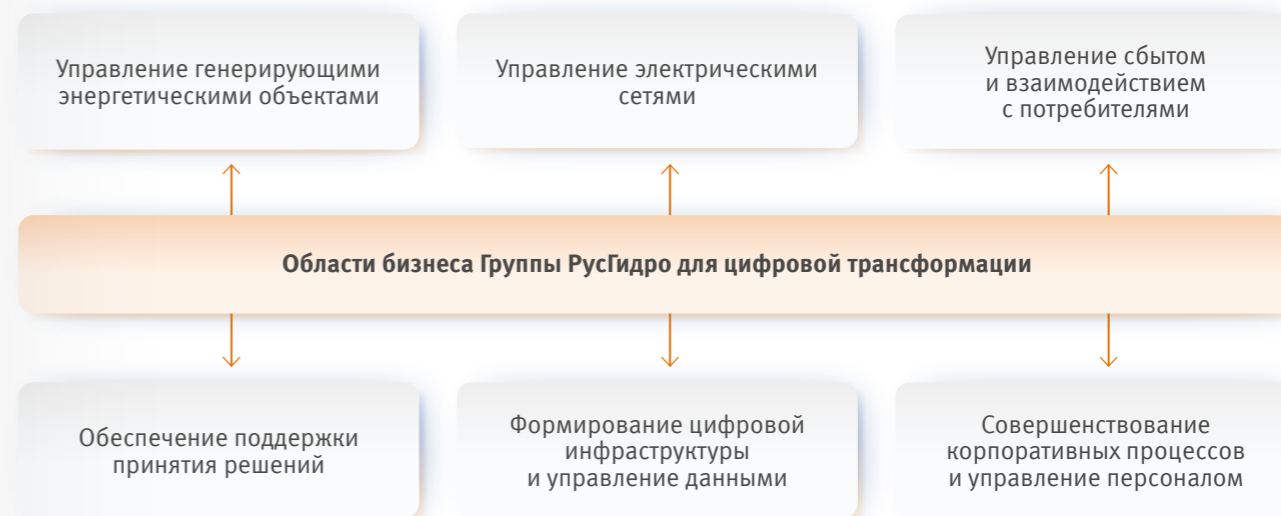 Управление генерирующими
энергетическими объектами
Управление электрическими
сетями
Управление сбытом
и взаимодействием
с потребителями
Области бизнеса Группы РусГидро для цифровой трансформации
Обеспечение поддержки
принятия решений
Формирование цифровой
инфраструктуры
и управление данными
Совершенствование
корпоративных процессов
и управление персоналом